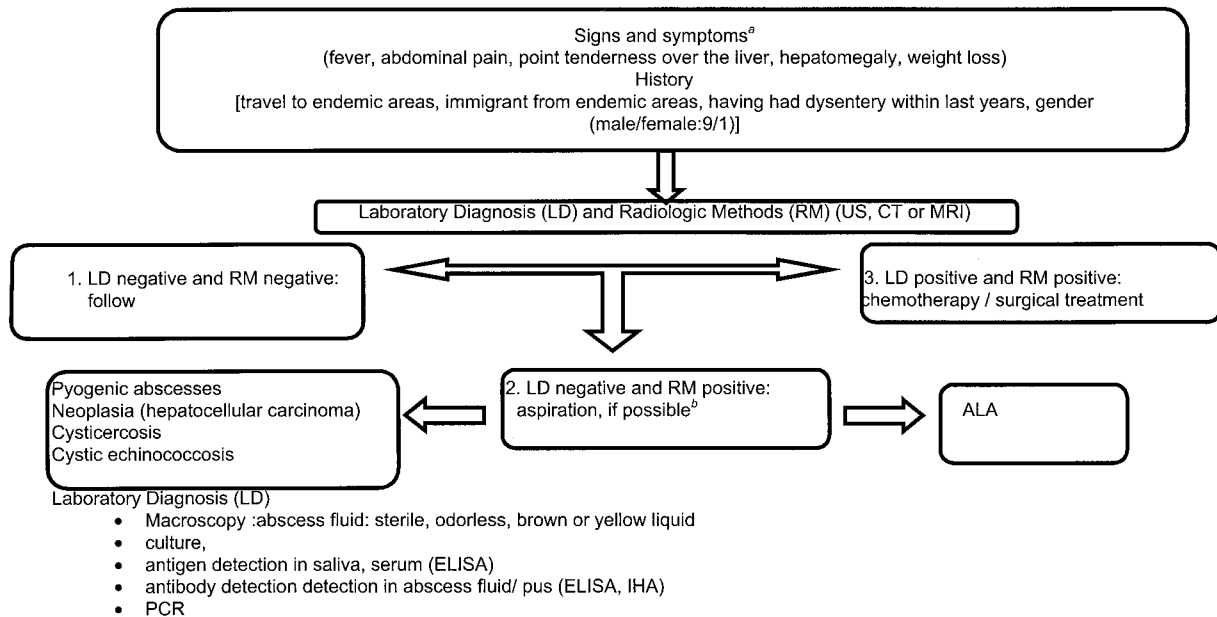 Signs and symptomsᵃ
(fever, abdominal pain, point tenderness over the liver, hepatomegaly, weight loss)
History
[travel to endemic areas, immigrant from endemic areas, having had dysentery within last years, gender
(male/female:9/1)]
Laboratory Diagnosis (LD) and Radiologic Methods (RM) (US, CT or MRI)
1. LD negative and RM negative:
follow
3. LD positive and RM positive:
chemotherapy / surgical treatment
Pyogenic abscesses
Neoplasia (hepatocellular carcinoma)
Cysticercosis
Cystic echinococcosis
2. LD negative and RM positive:
aspiration, if possibleᵇ
ALA
Laboratory Diagnosis (LD)
• Macroscopy :abscess fluid: sterile, odorless, brown or yellow liquid
• culture,
• antigen detection in saliva, serum (ELISA)
• antibody detection detection in abscess fluid/ pus (ELISA, IHA)
• PCR